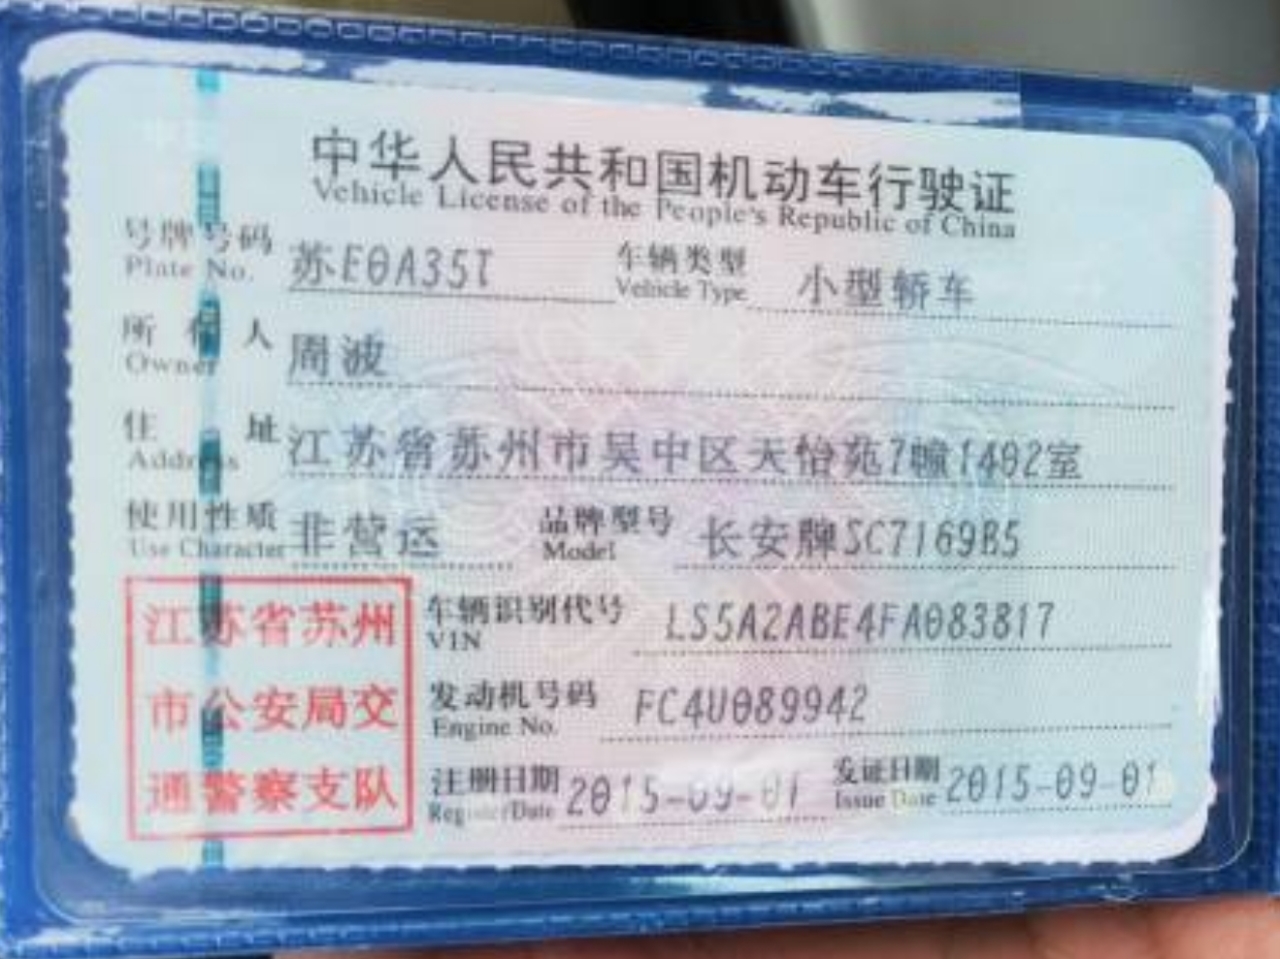 中华人民共和国机动车行驶证
Vehicle License of the People's Republic of China
号牌号码 苏E0A35T 车辆类型 小型轿车
Plate No. Vehicle Type
所有人 周波
Owner
住址 江苏省苏州市吴中区天怡苑7幢1402室
Address
使用性质 非营运 品牌型号 长安牌SC7169B5
Use Character Model
江苏省苏州 车辆识别代号 LS5A2ABE4FA083817
VIN
市公安局交 发动机号码 FC4U089942
Engine No.
通警察支队 注册日期 2015-09-01 发证日期 2015-09-01
Register Date Issue Date